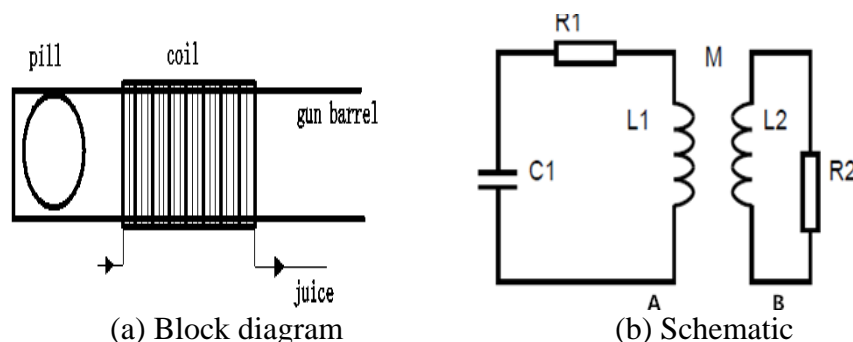 pill
coil
gun barrel
juice
(a) Block diagram
R1
M
L1
L2
C1
R2
A
B
(b) Schematic